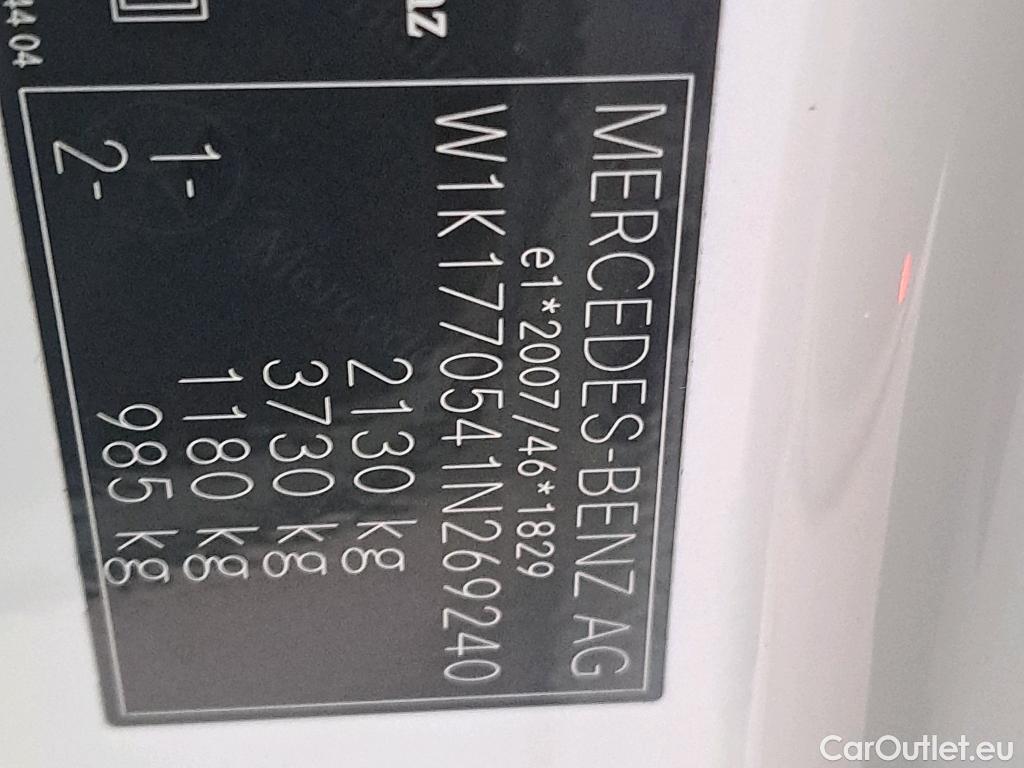 MERCEDES-BENZ AG
e1*2007/46*1829
W1K1770541N269240
2130 kg
3730 kg
1- 1180 kg
2- 985 kg
CarOutlet.eu